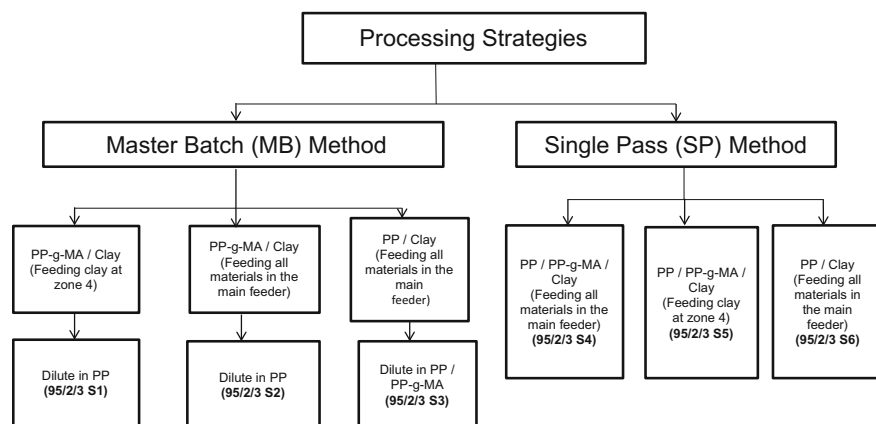 Processing Strategies
Master Batch (MB) Method
Single Pass (SP) Method
PP-g-MA / Clay
(Feeding clay at
zone 4)
PP-g-MA / Clay
(Feeding all
materials in the
main feeder)
PP / Clay
(Feeding all
materials in the
main
feeder)
PP / PP-g-MA /
Clay
(Feeding all
materials in the
main feeder)
(95/2/3 S4)
PP / PP-g-MA /
Clay
(Feeding clay
at zone 4)
(95/2/3 S5)
PP / Clay
(Feeding all
materials in
the main
feeder)
(95/2/3 S6)
Dilute in PP
(95/2/3 S1)
Dilute in PP
(95/2/3 S2)
Dilute in PP /
PP-g-MA
(95/2/3 S3)